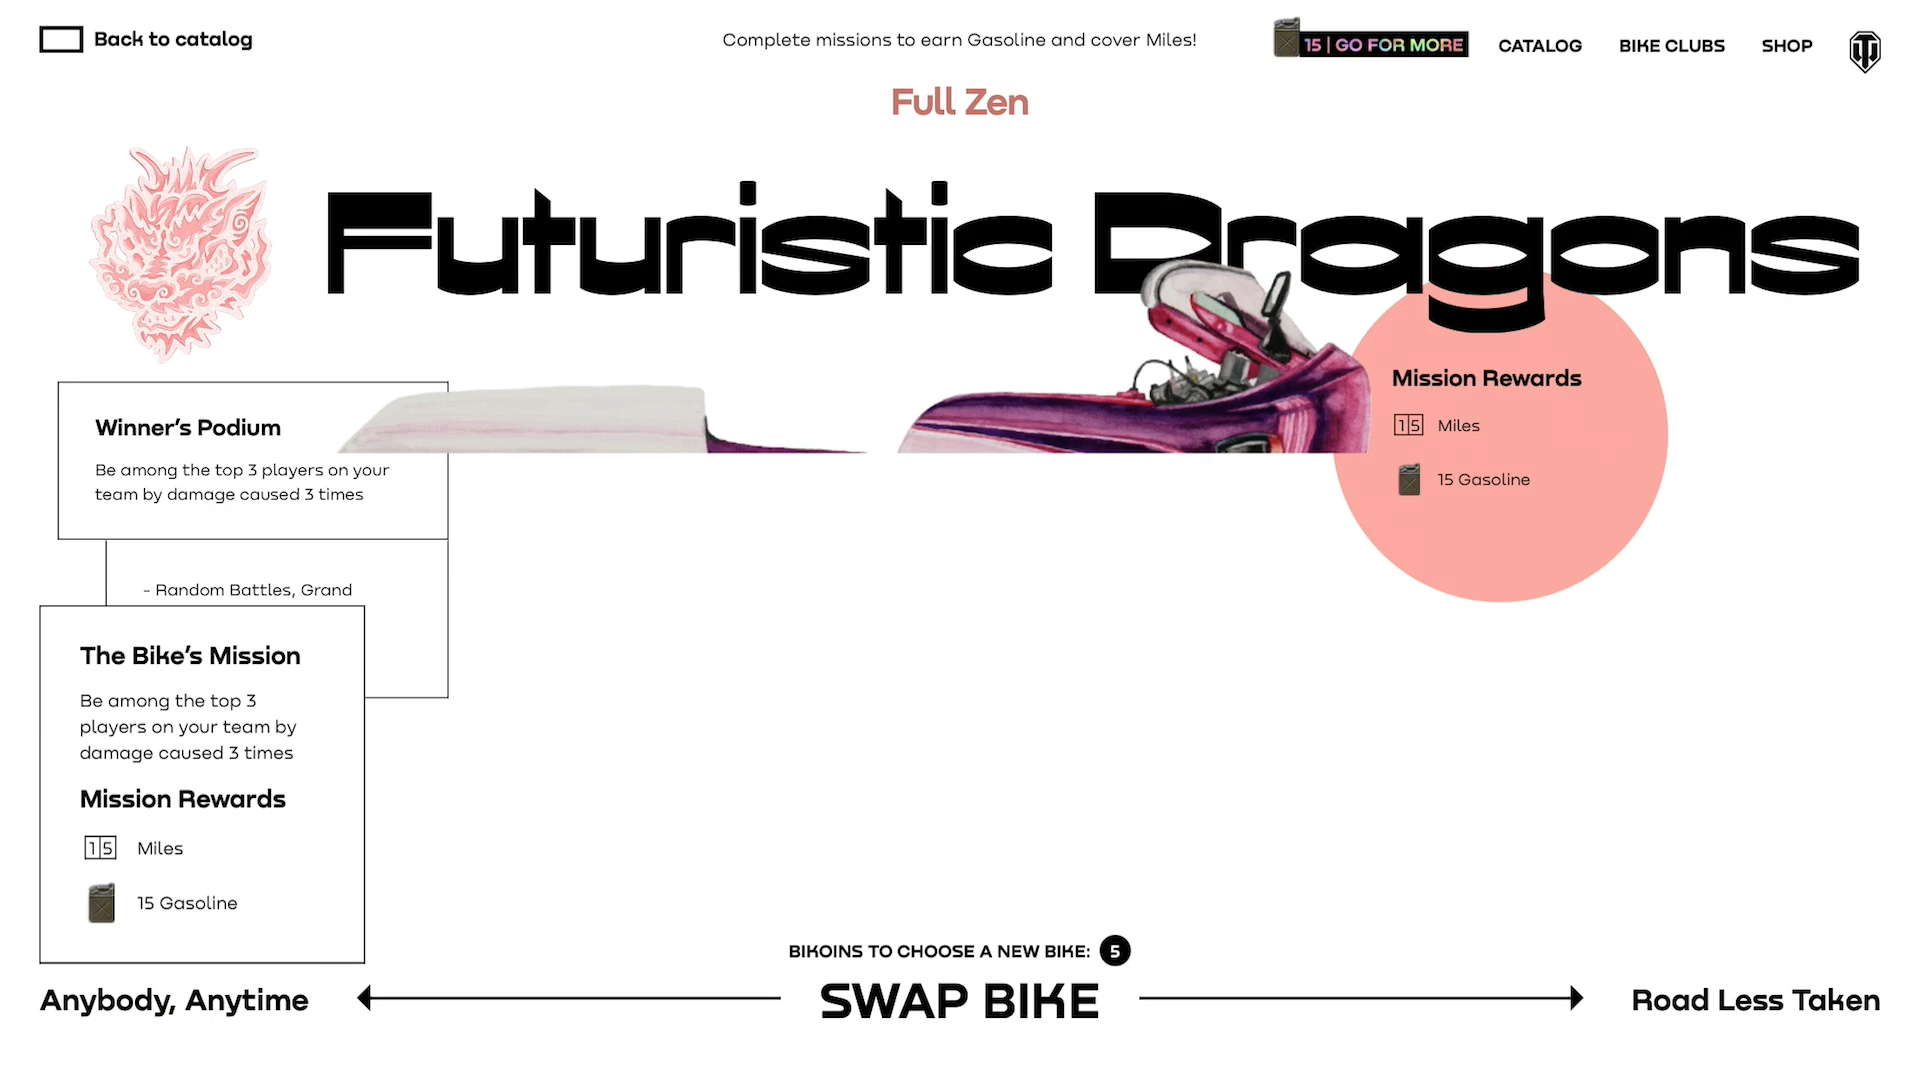 Back to catalog
Complete missions to earn Gasoline and cover Miles!
15 | GO FOR MORE
CATALOG
BIKE CLUBS
SHOP
Full Zen
Futuristic Dragons
Winner's Podium
Be among the top 3 players on your
team by damage caused 3 times
- Random Battles, Grand
The Bike's Mission
Be among the top 3
players on your team by
damage caused 3 times
Mission Rewards
15 Miles
15 Gasoline
Mission Rewards
15 Miles
15 Gasoline
BIKOINS TO CHOOSE A NEW BIKE: 5
Anybody, Anytime
SWAP BIKE
Road Less Taken